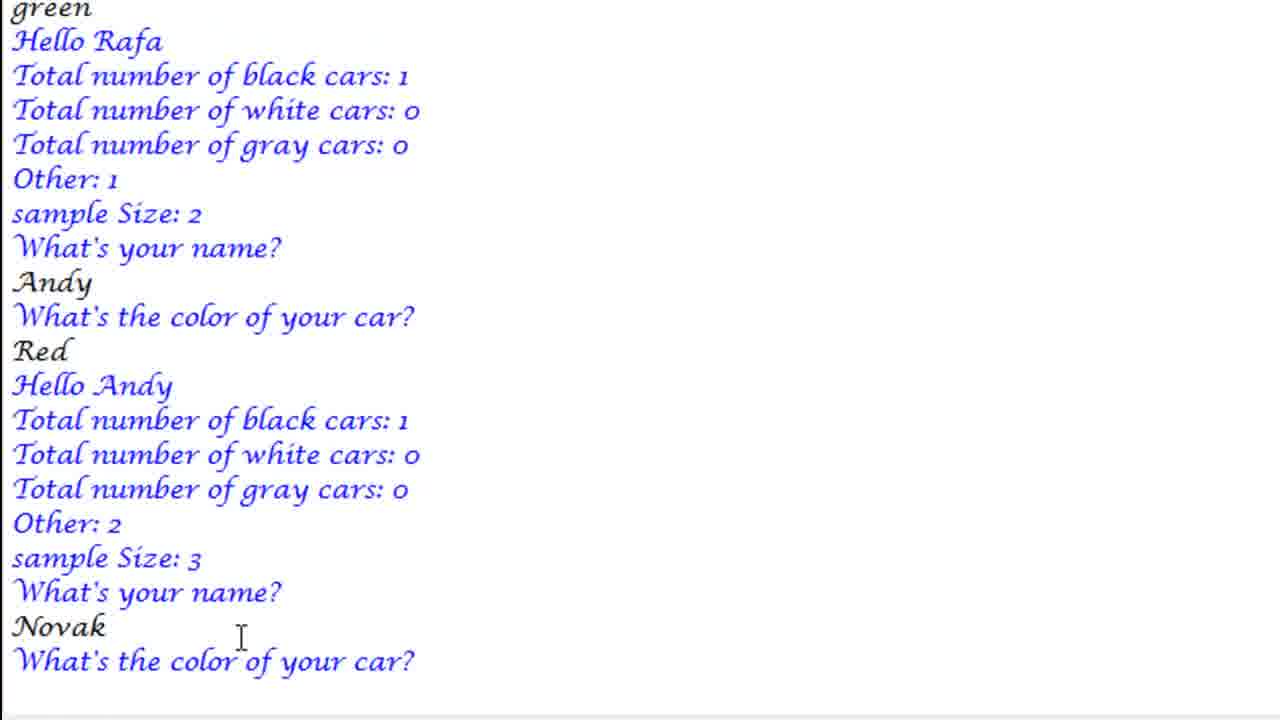 green
Hello Rafa
Total number of black cars: 1
Total number of white cars: 0
Total number of gray cars: 0
Other: 1
sample Size: 2
What's your name?
Andy
What's the color of your car?
Red
Hello Andy
Total number of black cars: 1
Total number of white cars: 0
Total number of gray cars: 0
Other: 2
sample Size: 3
What's your name?
Novak
What's the color of your car?